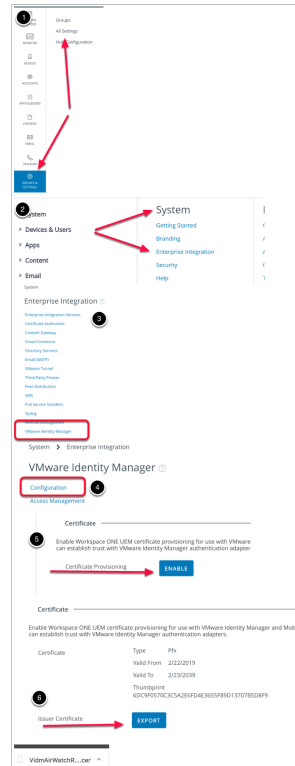 1
Groups
All Settings
MONITOR
Hub Configuration
DEVICES
ACCOUNTS
APPS & BOOKS
CONTENT
EMAIL
TELECOM
GROUPS &
SETTINGS
2
System
Devices & Users
Apps
Content
Email
System
Getting Started
Branding
Enterprise Integration
Security
Help
System
Enterprise Integration
3
Enterprise Integration Services
Certificate Authorities
Content Gateway
Cloud Connector
Directory Services
Email (SMTP)
VMware Tunnel
Third-Party Proxies
Peer Distribution
SMS
Pull Service Installers
Syslog
VMware Identity Manager
System > Enterprise Integration
VMware Identity Manager
Configuration
4
Access Management
Certificate
5
Enable Workspace ONE UEM certificate provisioning for use with VMware
can establish trust with VMware Identity Manager authentication adapter
Certificate Provisioning
ENABLE
Certificate
Enable Workspace ONE UEM certificate provisioning for use with VMware Identity Manager and Mob
can establish trust with VMware Identity Manager authentication adapters.
Certificate
Type Pfx
Valid From 2/22/2019
Valid To 2/23/2039
Thumbprint
6DC9F0570C3C5A2E6FD4E3655F89D13707B5D8F9
6
Issuer Certificate
EXPORT
VidmAirWatchR....cer